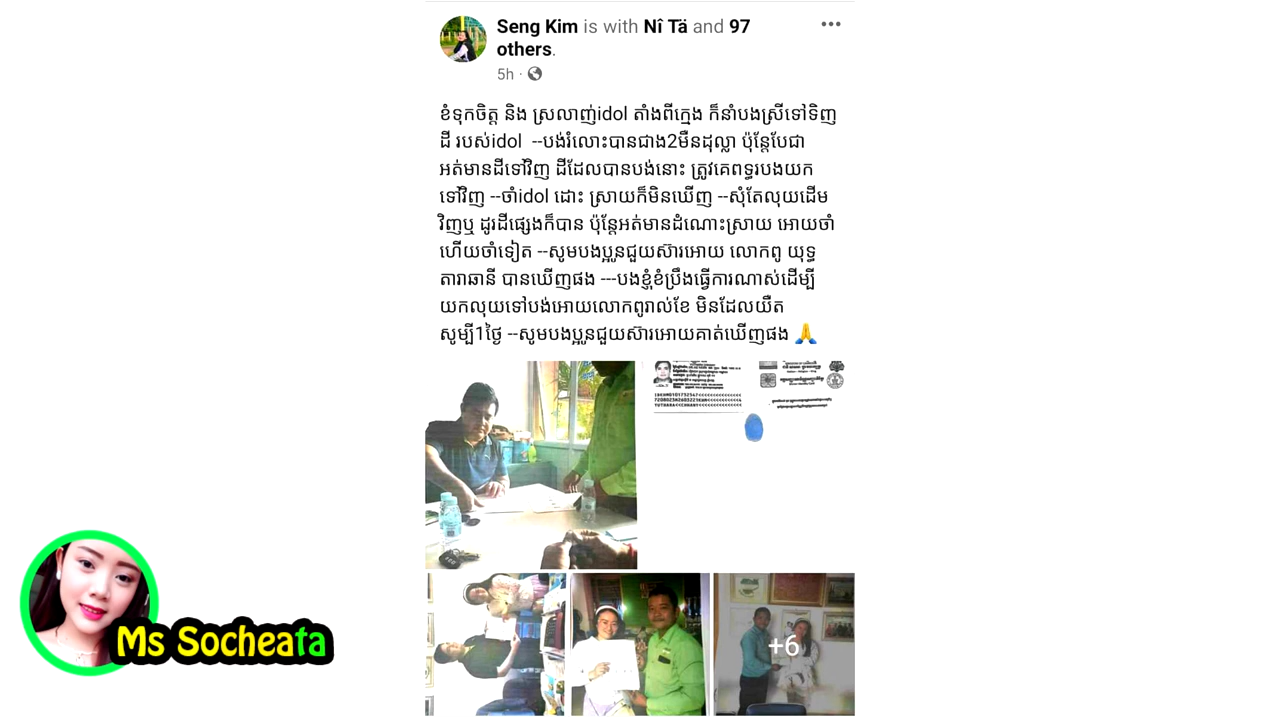 Seng Kim is with Nî Tä and 97
others.
5h ·
ខំទុកចិត្ត និង ស្រលាញ់idol តាំងពីក្មេង ក៏នាំបងស្រីទៅទិញ
ដី របស់idol --បង់រំលោះបានជាង2មឺនដុល្លា ប៉ុន្តែបែជា
អត់មានដីទៅវិញ ដីដែលបានបង់នោះ ត្រូវគេពទ្ធរបងយក
ទៅវិញ --ចាំidol ដោះ ស្រាយក៏មិនឃើញ --សុំតែលុយដើម
វិញឬ ដូរដីផ្សេងក៏បាន ប៉ុន្តែអត់មានដំណោះស្រាយ អោយចាំ
ហើយចាំទៀត --សូមបងប្អូនជួយស៊ារអោយ លោកពូ យុទ្ធ
តារាឆានី បានឃើញផង ---បងខ្ញុំខំប្រឹងធ្វើការណាស់ដើម្បី
យកលុយទៅបង់អោយលោកពូរាល់ខែ មិនដែលយឺត
សូម្បី1ថ្ងៃ --សូមបងប្អូនជួយស៊ារអោយគាត់ឃើញផង 🙏
+6
Ms Socheata